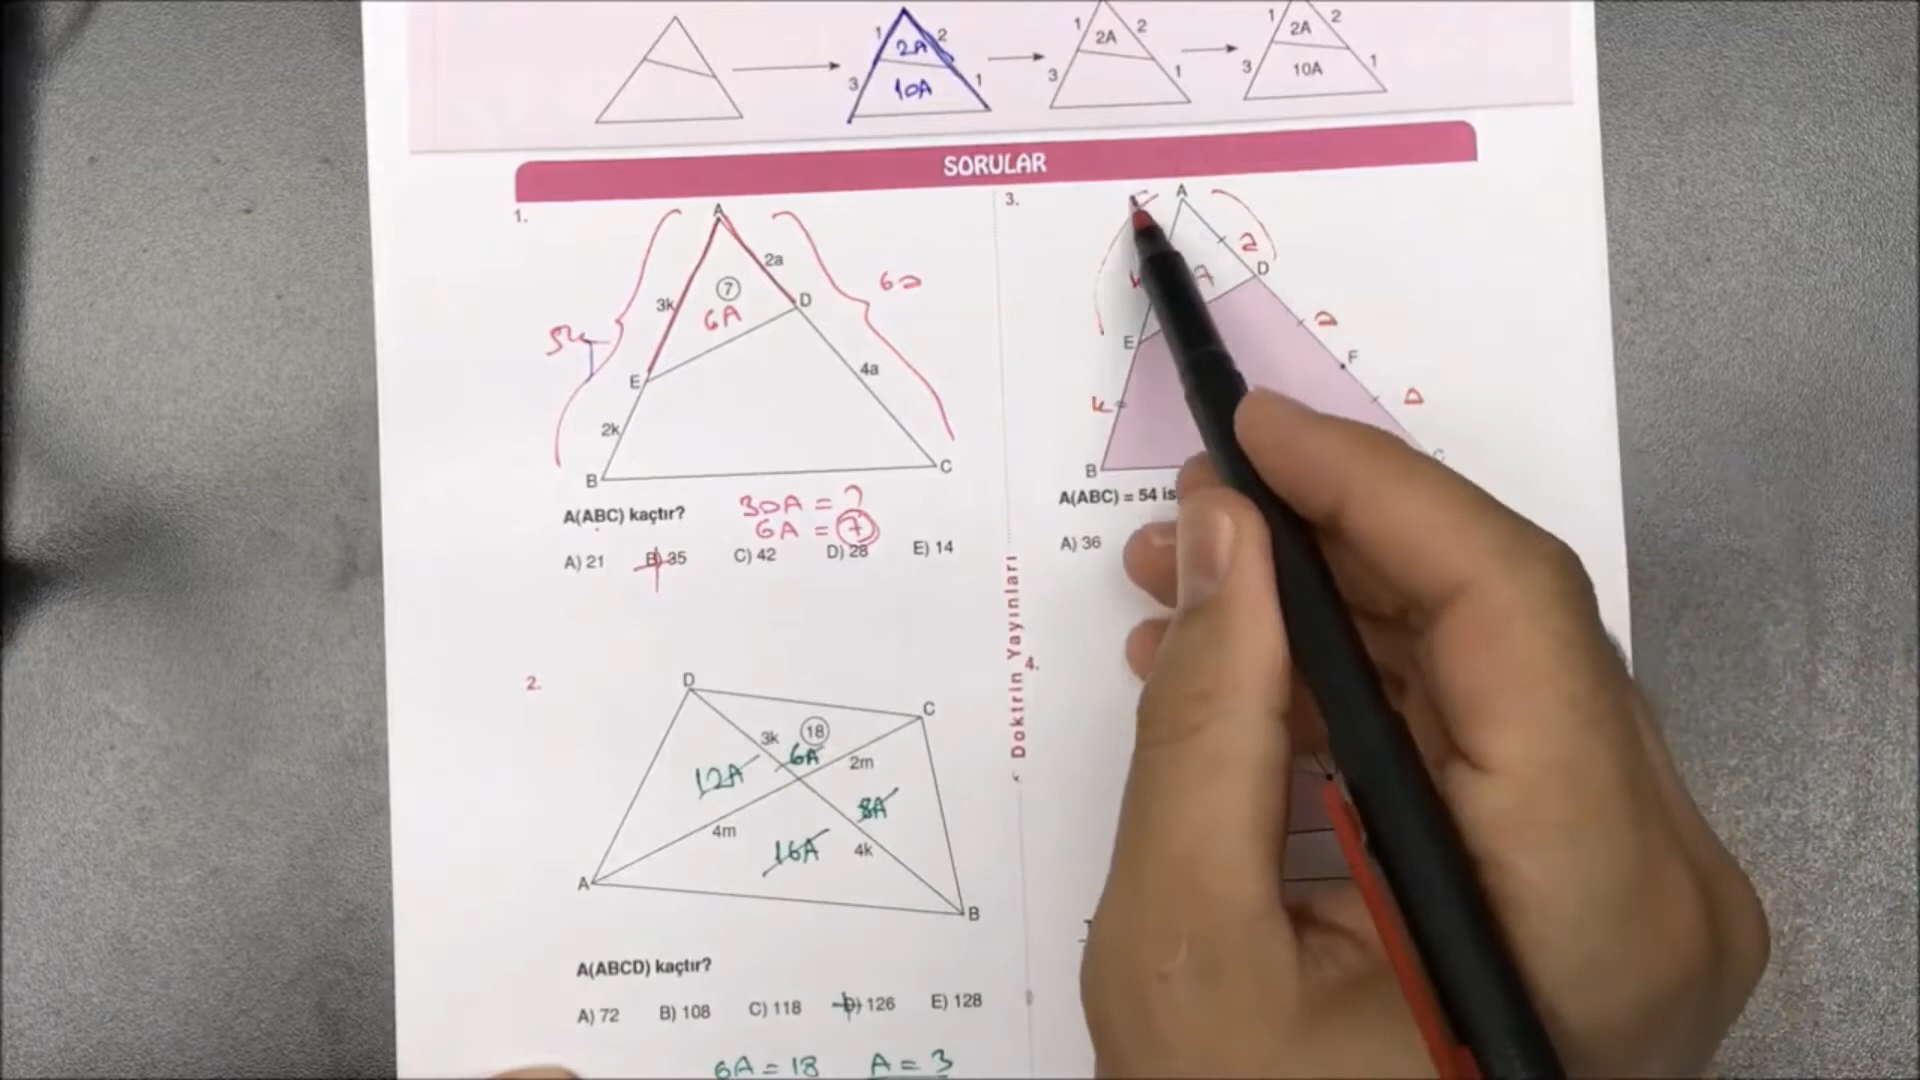 1 2 2A 3 10A 1
1 2 2A 3 1
1 2 2A 3 10A 1
SORULAR
1.
A
2a
7
6A
3k
D
6a
5k
4a
E
2k
B
C
30A = ?
A(ABC) kaçtır?
6A = 7
A) 21 B) 35 C) 42 D) 28 E) 14
2.
D
C
18
3k
6A
2m
12A
8A
4m
16A
4k
A
B
A(ABCD) kaçtır?
A) 72 B) 108 C) 118 D) 126 E) 128
6A = 18 A = 3
3.
A
a
D
a
E
F
k
a
B
C
A(ABC) = 54 is
A) 36
Doktrin Yayınları
4.